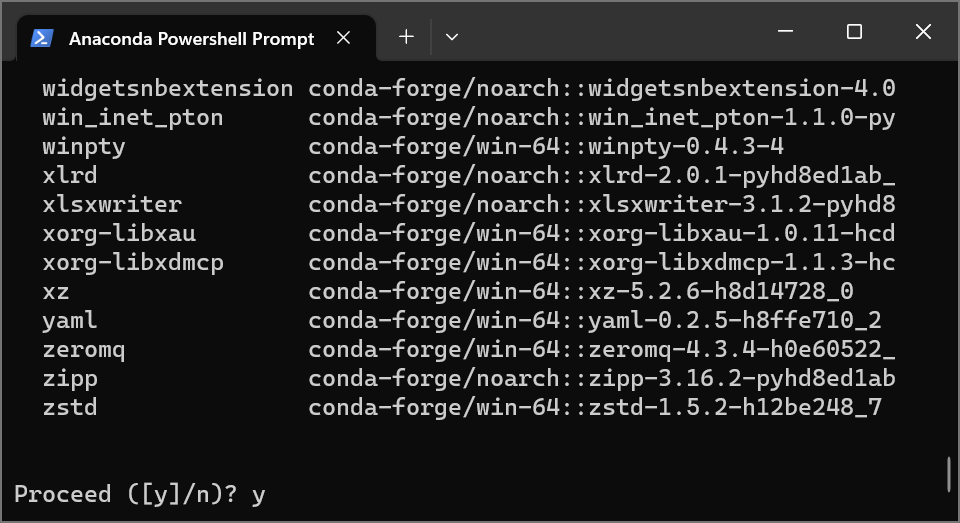 Anaconda Powershell Prompt
widgetsnbextension conda-forge/noarch::widgetsnbextension-4.0
win_inet_pton      conda-forge/noarch::win_inet_pton-1.1.0-py
winpty             conda-forge/win-64::winpty-0.4.3-4
xlrd               conda-forge/noarch::xlrd-2.0.1-pyhd8ed1ab_
xlsxwriter         conda-forge/noarch::xlsxwriter-3.1.2-pyhd8
xorg-libxau        conda-forge/win-64::xorg-libxau-1.0.11-hcd
xorg-libxdmcp      conda-forge/win-64::xorg-libxdmcp-1.1.3-hc
xz                 conda-forge/win-64::xz-5.2.6-h8d14728_0
yaml               conda-forge/win-64::yaml-0.2.5-h8ffe710_2
zeromq             conda-forge/win-64::zeromq-4.3.4-h0e60522_
zipp               conda-forge/noarch::zipp-3.16.2-pyhd8ed1ab
zstd               conda-forge/win-64::zstd-1.5.2-h12be248_7
Proceed ([y]/n)? y